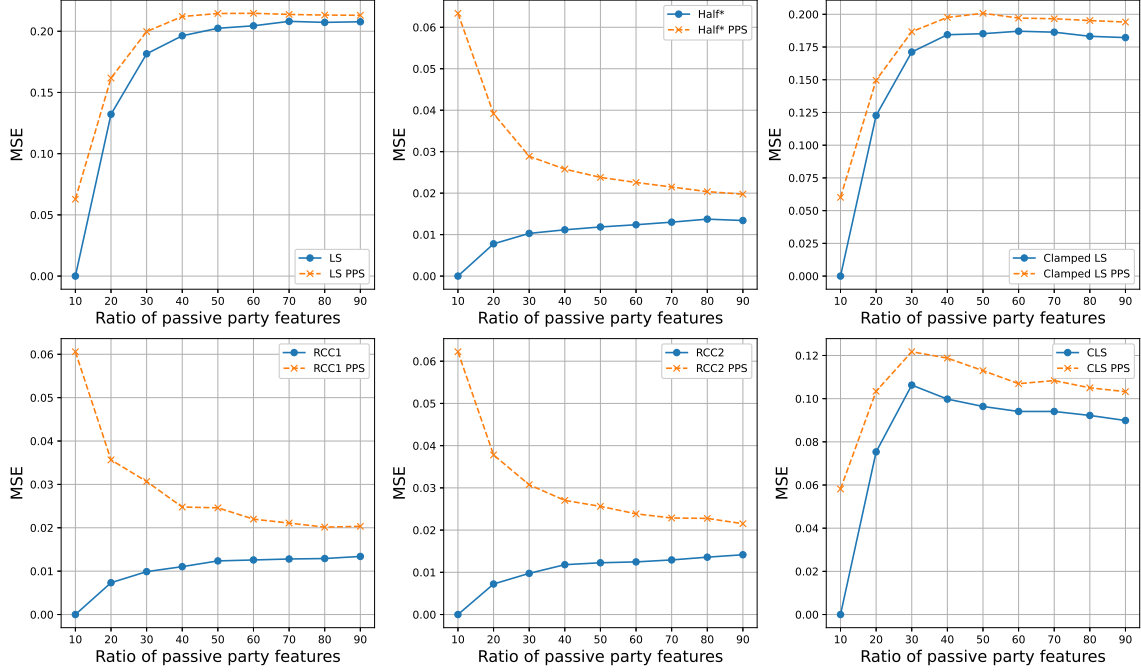 MSE
0.20
0.15
0.10
0.05
0.00
LS
LS PPS
10 20 30 40 50 60 70 80 90
Ratio of passive party features
MSE
0.06
0.05
0.04
0.03
0.02
0.01
0.00
Half*
Half* PPS
10 20 30 40 50 60 70 80 90
Ratio of passive party features
MSE
0.200
0.175
0.150
0.125
0.100
0.075
0.050
0.025
0.000
Clamped LS
Clamped LS PPS
10 20 30 40 50 60 70 80 90
Ratio of passive party features
MSE
0.06
0.05
0.04
0.03
0.02
0.01
0.00
RCC1
RCC1 PPS
10 20 30 40 50 60 70 80 90
Ratio of passive party features
MSE
0.06
0.05
0.04
0.03
0.02
0.01
0.00
RCC2
RCC2 PPS
10 20 30 40 50 60 70 80 90
Ratio of passive party features
MSE
0.12
0.10
0.08
0.06
0.04
0.02
0.00
CLS
CLS PPS
10 20 30 40 50 60 70 80 90
Ratio of passive party features